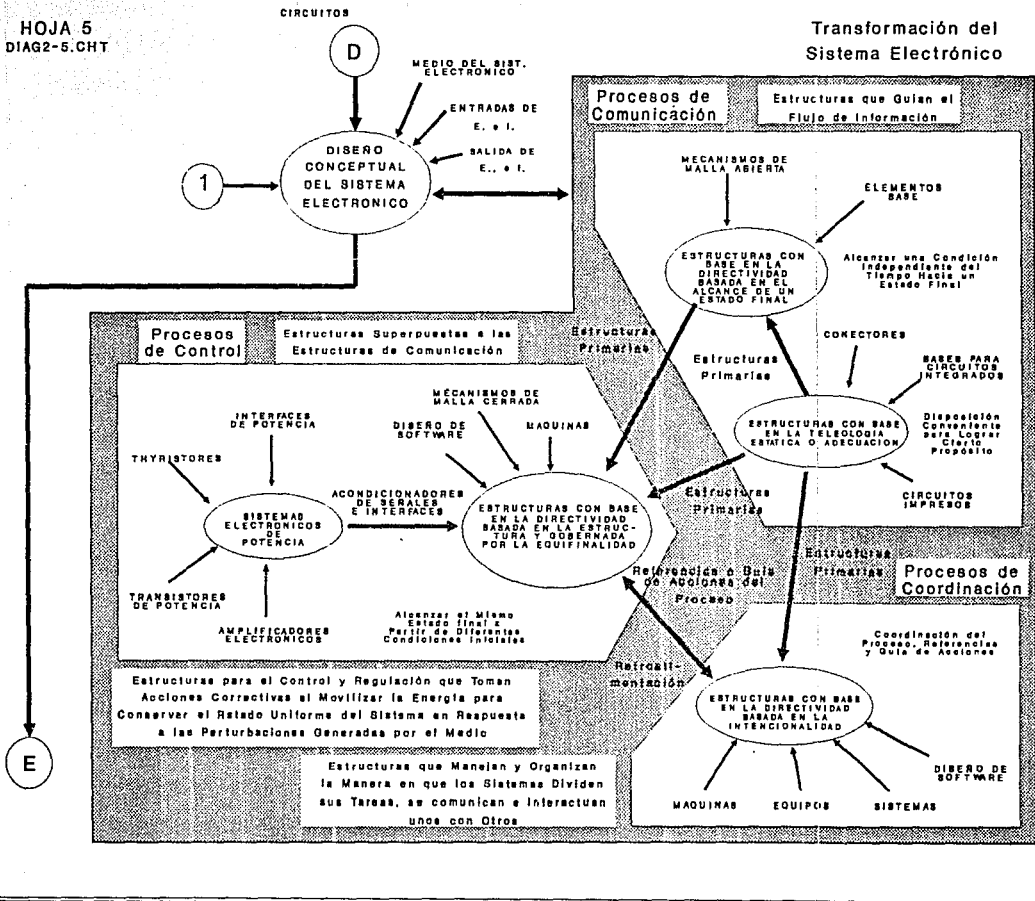 HOJA 5
DIAG2-5.CHT
Transformación del
Sistema Electrónico
CIRCUITOS
D
MEDIO DEL SIST.
ELECTRONICO
ENTRADAS DE
E. e I.
SALIDA DE
E., e I.
1
DISEÑO
CONCEPTUAL
DEL SISTEMA
ELECTRONICO
Procesos de
Comunicación
Estructuras que Guian el
Flujo de Información
MECANISMOS DE
MALLA ABIERTA
ELEMENTOS
BASE
ESTRUCTURAS CON
BASE EN LA
DIRECTIVIDAD
BASADA EN EL
ALCANCE DE UN
ESTADO FINAL
Alcanzar una Condición
Independiente del
Tiempo Hacia un
Estado Final
Estructuras
Primarias
Estructuras
Primarias
CONECTORES
BASES PARA
CIRCUITOS
INTEGRADOS
ESTRUCTURAS CON BASE
EN LA TELEOLOGIA
ESTATICA O ADECUACION
Disposición
Conveniente
para Lograr
Cierto
Propósito
CIRCUITOS
IMPRESOS
Estructuras
Primarias
Estructuras
Primarias
Procesos
de Control
Estructuras Superpuestas a las
Estructuras de Comunicación
MECANISMOS DE
MALLA CERRADA
DISEÑO DE
SOFTWARE
MAQUINAS
INTERFACES
DE POTENCIA
THYRISTORES
SISTEMAS
ELECTRONICOS
DE
POTENCIA
ACONDICIONADORES
DE SEÑALES
E INTERFACES
ESTRUCTURAS CON BASE
EN LA DIRECTIVIDAD
BASADA EN LA ESTRUC-
TURA Y GOBERNADA
POR LA EQUIFINALIDAD
TRANSISTORES
DE POTENCIA
AMPLIFICADORES
ELECTRONICOS
Alcanzar el Mismo
Estado final a
Partir de Diferentes
Condiciones Iniciales
Referencias o Guía
de Acciones del
Proceso
Retroali-
mentación
Procesos de
Coordinación
Coordinación del
Proceso, Referencias
y Guía de Acciones
ESTRUCTURAS CON BASE
EN LA DIRECTIVIDAD
BASADA EN LA
INTENCIONALIDAD
DISEÑO DE
SOFTWARE
MAQUINAS
EQUIPOS
SISTEMAS
Estructuras para el Control y Regulación que Toman
Acciones Correctivas al Movilizar la Energía para
Conservar el Estado Uniforme del Sistema en Respuesta
a las Perturbaciones Generadas por el Medio
Estructuras que Manejan y Organizan
la Manera en que los Sistemas Dividen
sus Tareas, se comunican e Interactuan
unos con Otros
E